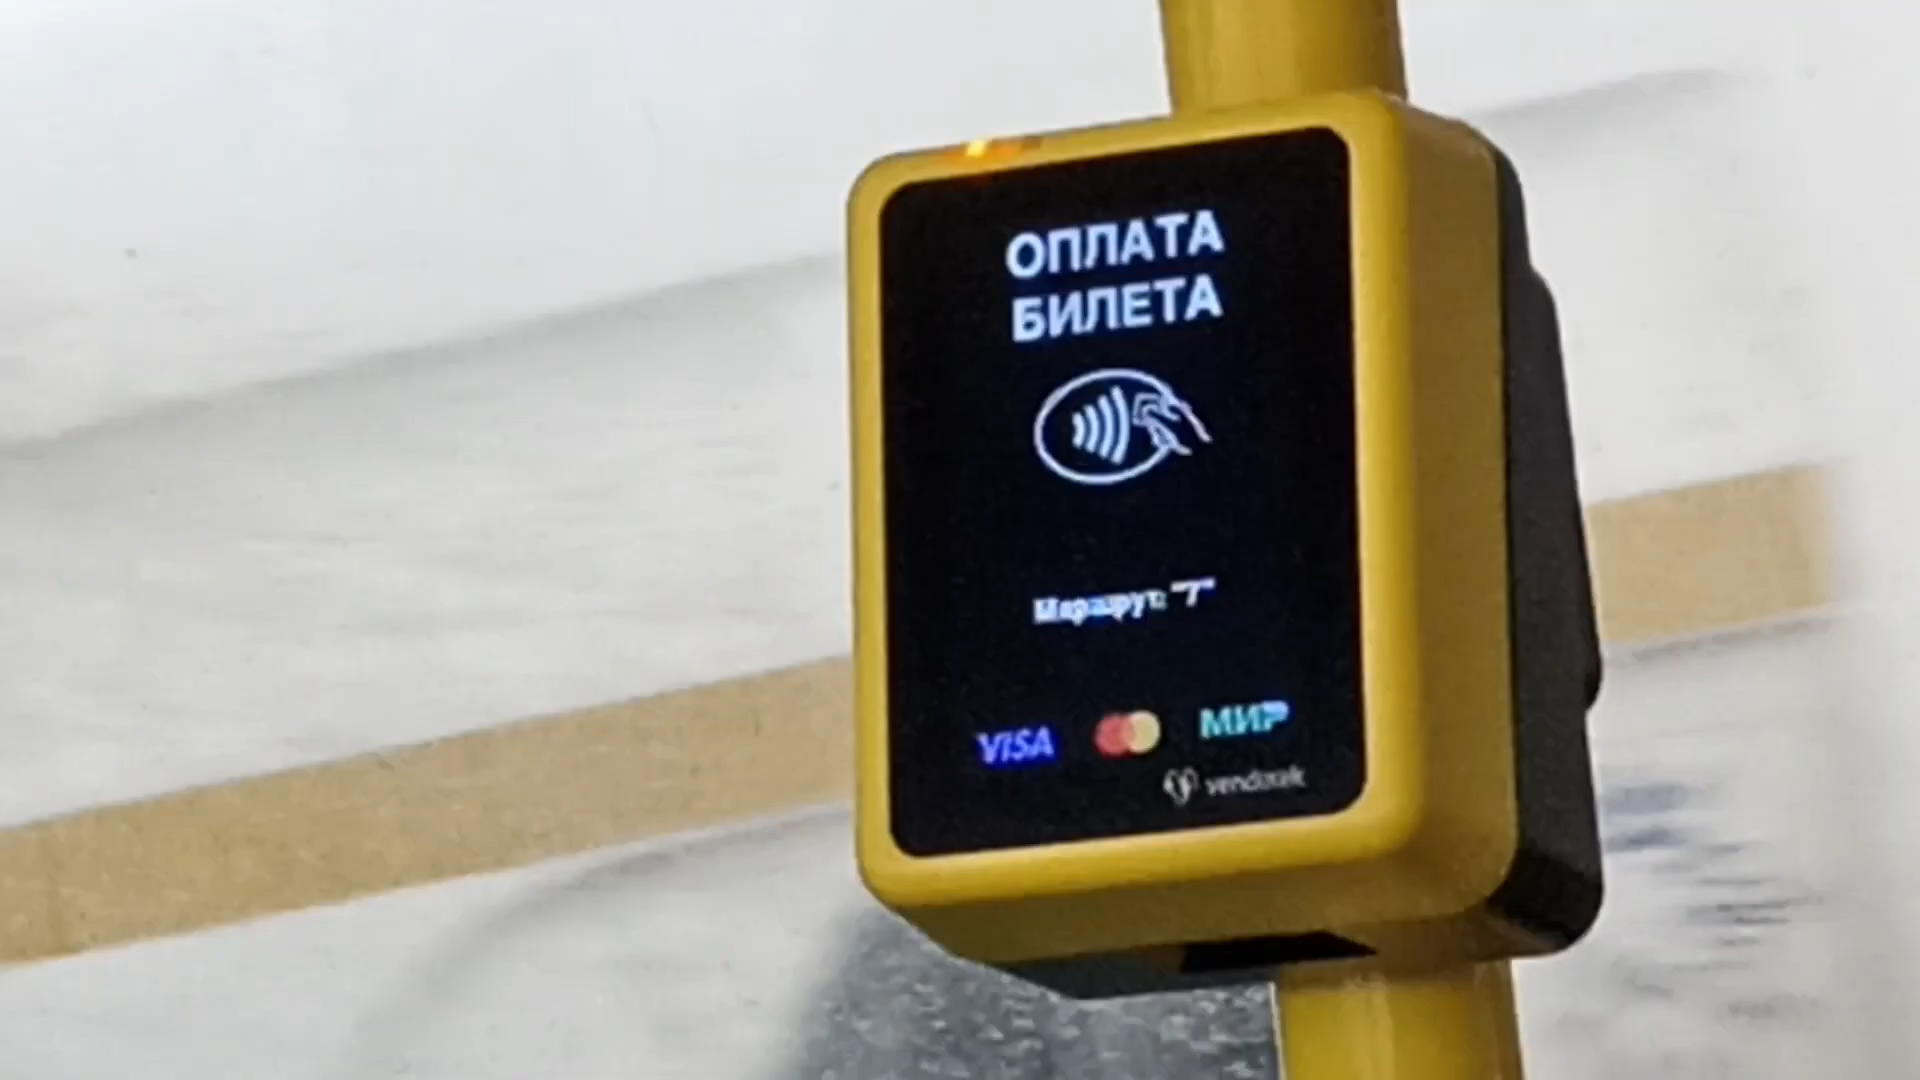 ОПЛАТА
БИЛЕТА
Маршрут: "7"
VISA
МИР
vendotek